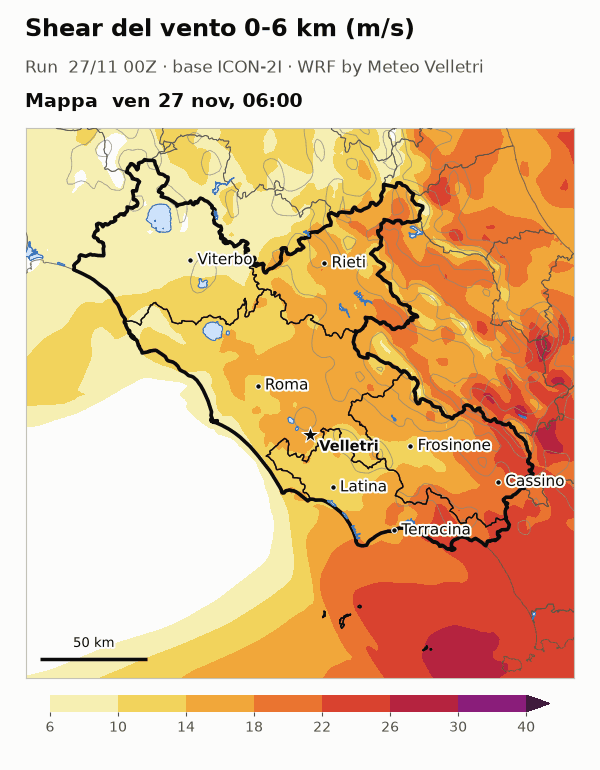 Shear del vento 0-6 km (m/s)
Run  27/11 00Z · base ICON-2I · WRF by Meteo Velletri
Mappa  ven 27 nov, 06:00
Viterbo
Rieti
Roma
Velletri
Frosinone
Cassino
Latina
Terracina
50 km
6 10 14 18 22 26 30 40